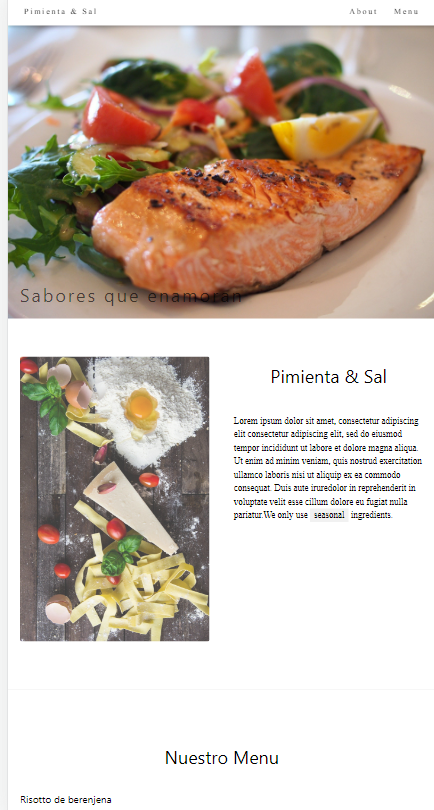 Pimienta & Sal About Menu
Sabores que enamoran
Pimienta & Sal
Lorem ipsum dolor sit amet, consectetur adipiscing
elit consectetur adipiscing elit, sed do eiusmod
tempor incididunt ut labore et dolore magna aliqua.
Ut enim ad minim veniam, quis nostrud exercitation
ullamco laboris nisi ut aliquip ex ea commodo
consequat. Duis aute iruredolor in reprehenderit in
voluptate velit esse cillum dolore eu fugiat nulla
pariatur.We only use seasonal ingredients.
Nuestro Menu
Risotto de berenjena